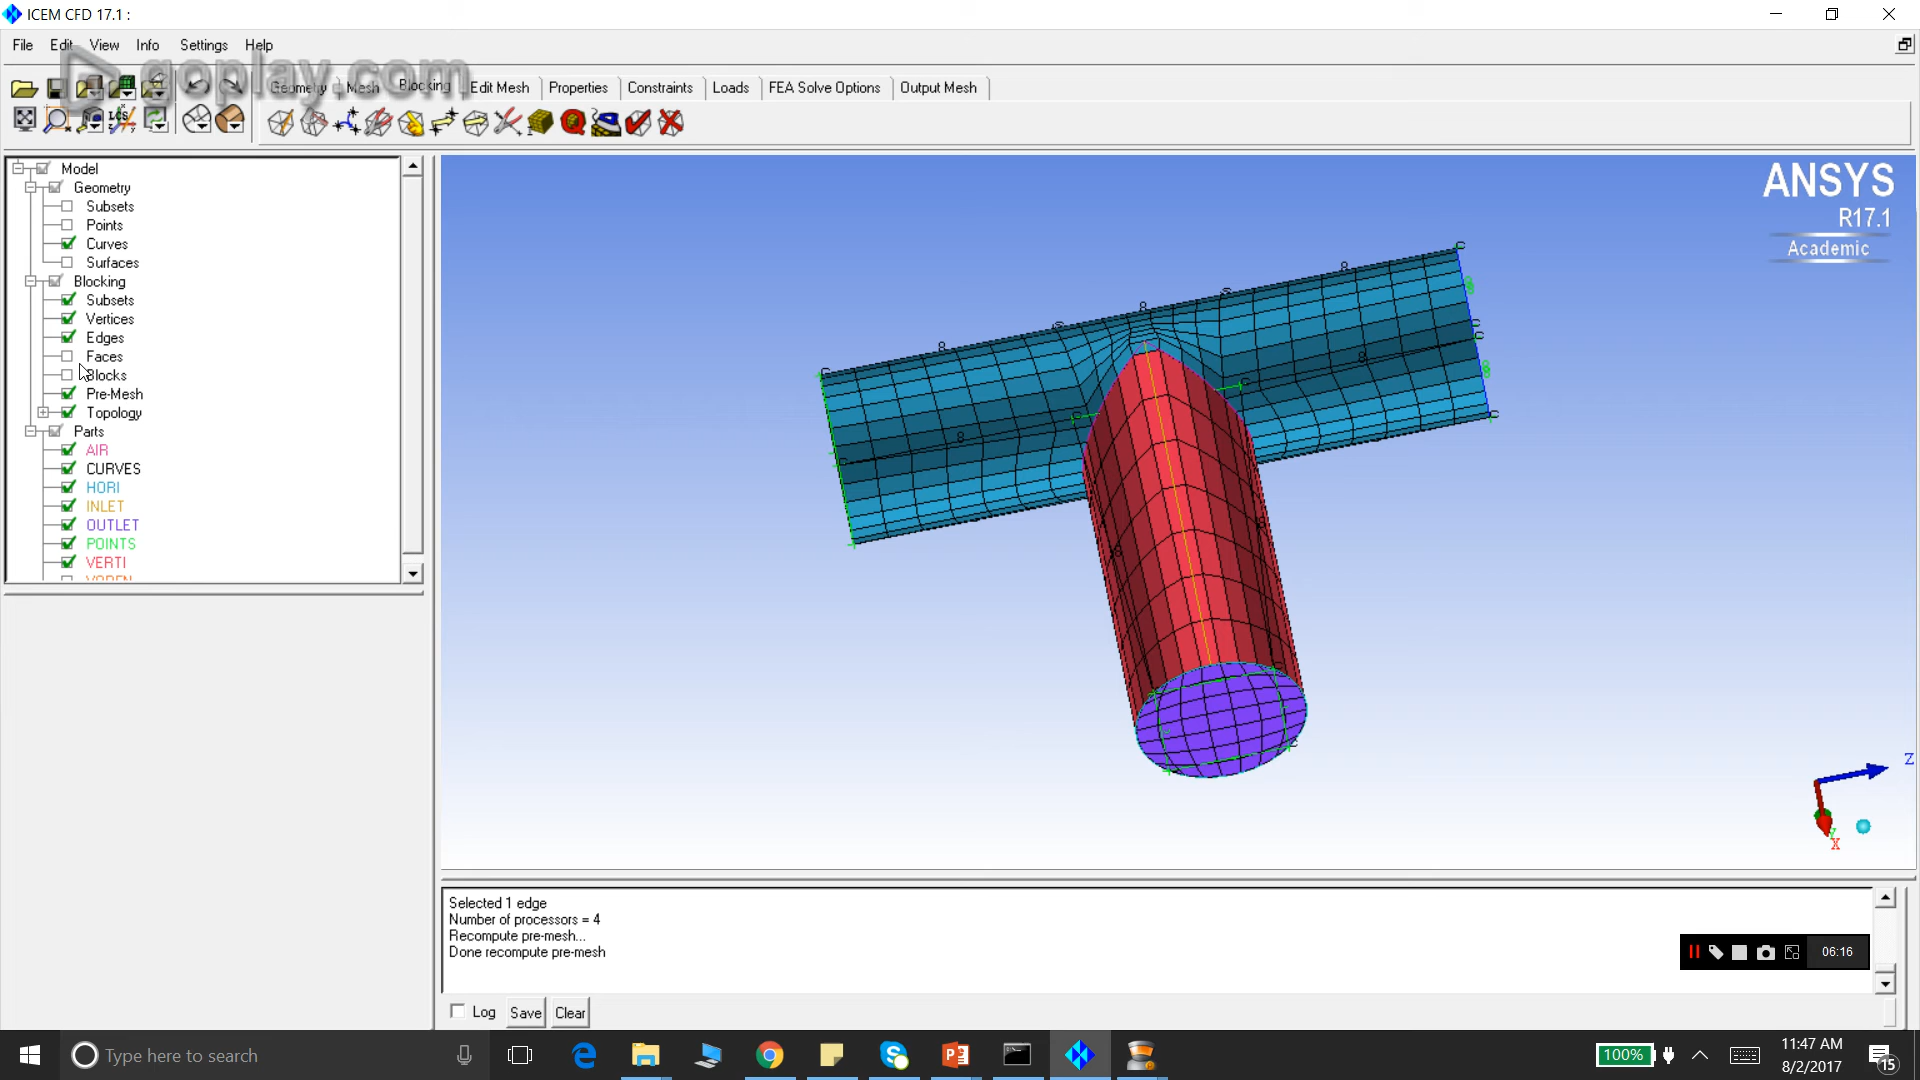 ICEM CFD 17.1 :
File Edit View Info Settings Help
goplay.com
Geometry Mesh Blocking Edit Mesh Properties Constraints Loads FEA Solve Options Output Mesh
LCS
Model
Geometry
Subsets
Points
Curves
Surfaces
Blocking
Subsets
Vertices
Edges
Faces
Blocks
Pre-Mesh
Topology
Parts
AIR
CURVES
HORI
INLET
OUTLET
POINTS
VERTI
ANSYS
R17.1
Academic
Z
Y
X
Selected 1 edge
Number of processors = 4
Recompute pre-mesh...
Done recompute pre-mesh
06:16
Log Save Clear
Type here to search
100%
11:47 AM
8/2/2017
15